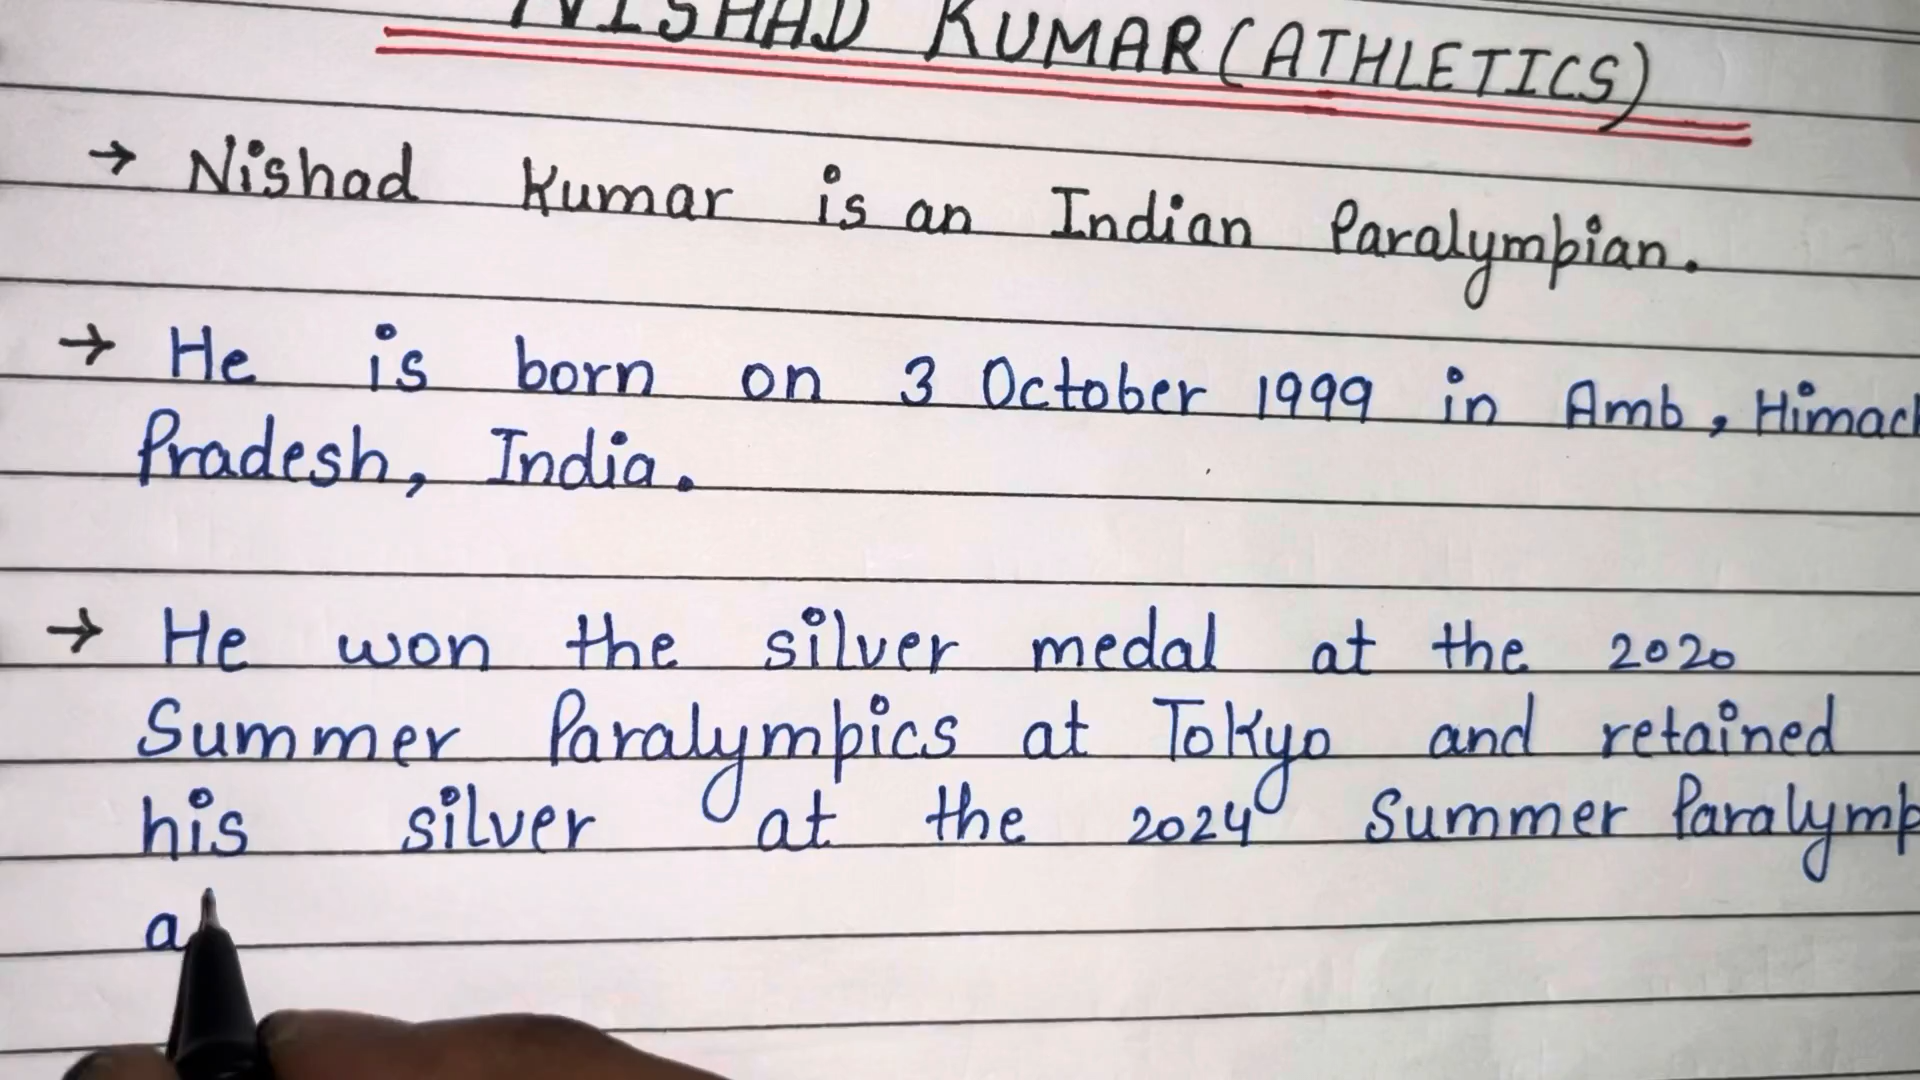 NISHAD KUMAR (ATHLETICS)
→ Nishad Kumar is an Indian Paralympian.
→ He is born on 3 October 1999 in Amb, Himach
Pradesh, India.
→ He won the silver medal at the 2020
Summer Paralympics at Tokyo and retained
his silver at the 2024 Summer Paralymp
a